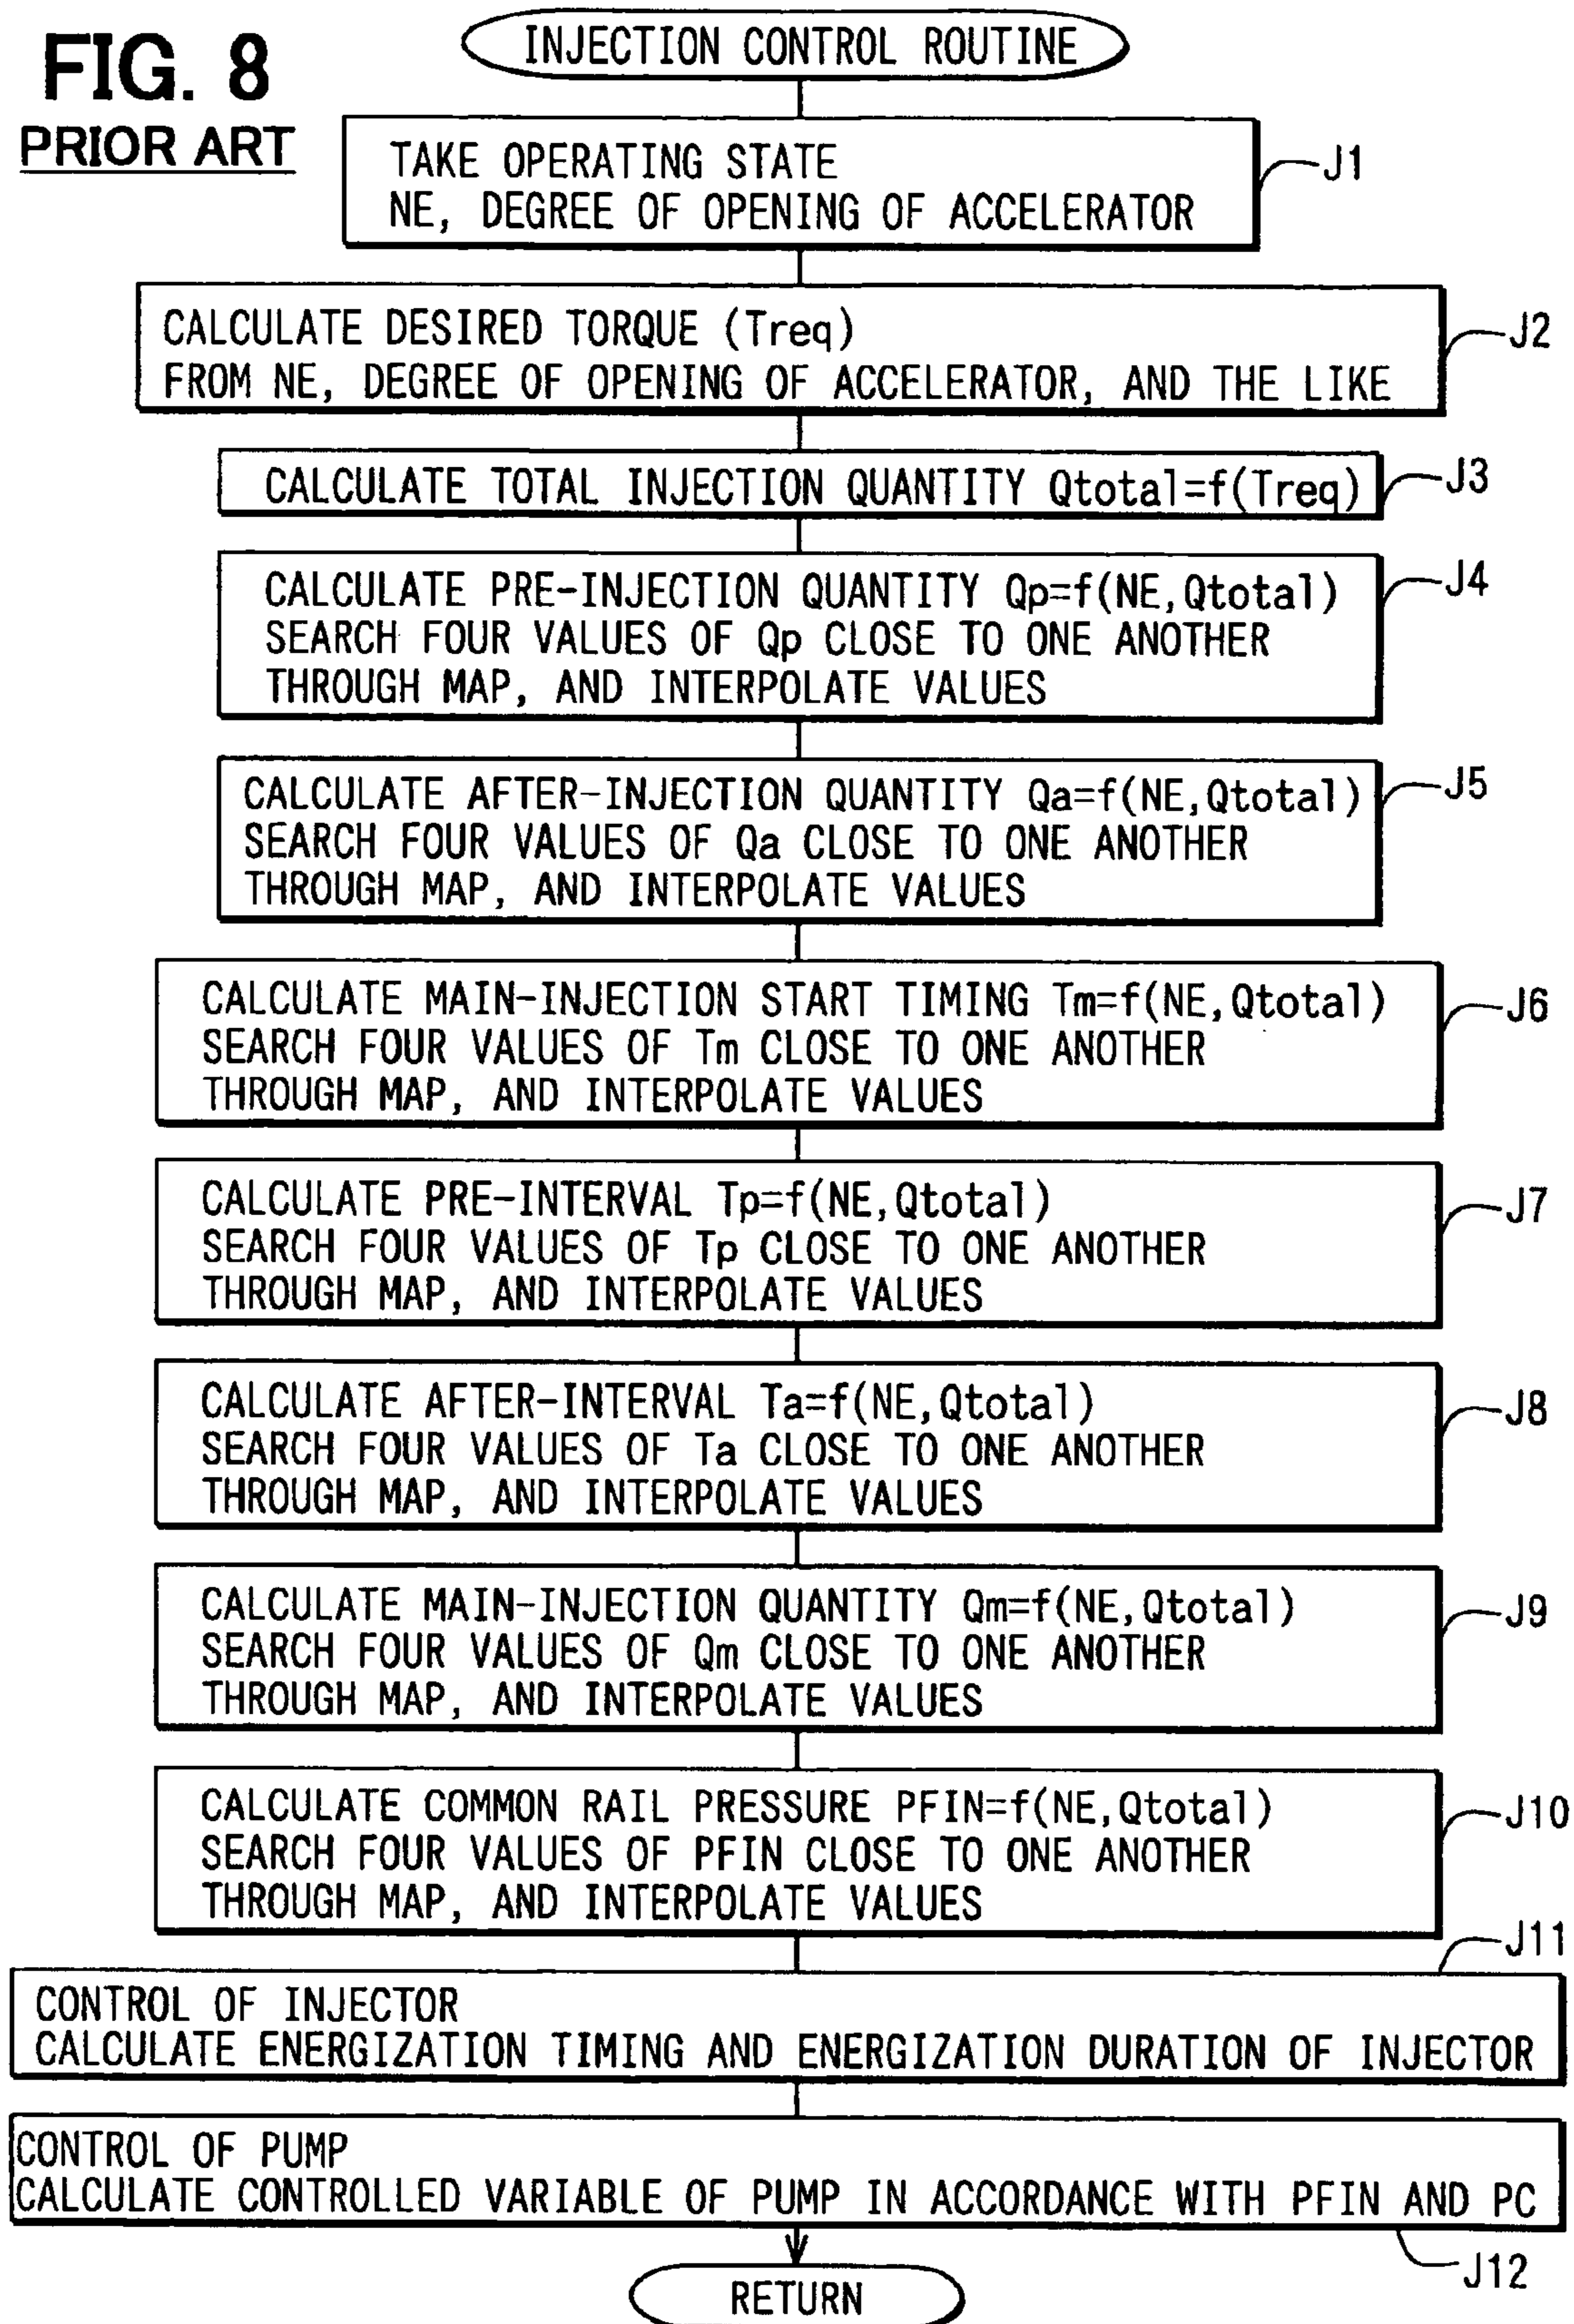 FIG. 8
PRIOR ART
INJECTION CONTROL ROUTINE
TAKE OPERATING STATE
NE, DEGREE OF OPENING OF ACCELERATOR
J1
CALCULATE DESIRED TORQUE (Treq)
FROM NE, DEGREE OF OPENING OF ACCELERATOR, AND THE LIKE
J2
CALCULATE TOTAL INJECTION QUANTITY Qtotal=f(Treq)
J3
CALCULATE PRE-INJECTION QUANTITY Qp=f(NE,Qtotal)
SEARCH FOUR VALUES OF Qp CLOSE TO ONE ANOTHER
THROUGH MAP, AND INTERPOLATE VALUES
J4
CALCULATE AFTER-INJECTION QUANTITY Qa=f(NE,Qtotal)
SEARCH FOUR VALUES OF Qa CLOSE TO ONE ANOTHER
THROUGH MAP, AND INTERPOLATE VALUES
J5
CALCULATE MAIN-INJECTION START TIMING Tm=f(NE,Qtotal)
SEARCH FOUR VALUES OF Tm CLOSE TO ONE ANOTHER
THROUGH MAP, AND INTERPOLATE VALUES
J6
CALCULATE PRE-INTERVAL Tp=f(NE,Qtotal)
SEARCH FOUR VALUES OF Tp CLOSE TO ONE ANOTHER
THROUGH MAP, AND INTERPOLATE VALUES
J7
CALCULATE AFTER-INTERVAL Ta=f(NE,Qtotal)
SEARCH FOUR VALUES OF Ta CLOSE TO ONE ANOTHER
THROUGH MAP, AND INTERPOLATE VALUES
J8
CALCULATE MAIN-INJECTION QUANTITY Qm=f(NE,Qtotal)
SEARCH FOUR VALUES OF Qm CLOSE TO ONE ANOTHER
THROUGH MAP, AND INTERPOLATE VALUES
J9
CALCULATE COMMON RAIL PRESSURE PFIN=f(NE,Qtotal)
SEARCH FOUR VALUES OF PFIN CLOSE TO ONE ANOTHER
THROUGH MAP, AND INTERPOLATE VALUES
J10
J11
CONTROL OF INJECTOR
CALCULATE ENERGIZATION TIMING AND ENERGIZATION DURATION OF INJECTOR
CONTROL OF PUMP
CALCULATE CONTROLLED VARIABLE OF PUMP IN ACCORDANCE WITH PFIN AND PC
J12
RETURN